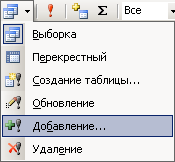 Σ Все
Выборка
Перекрестный
Создание таблицы...
Обновление
Добавление...
Удаление